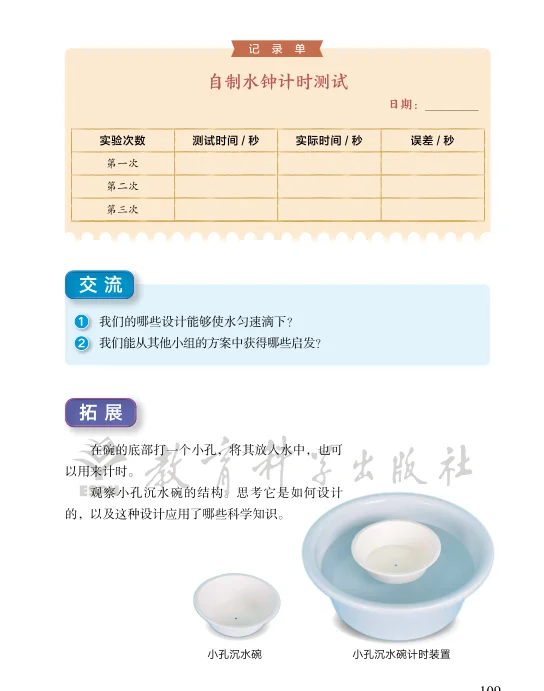 记录单
自制水钟计时测试
日期：
实验次数 测试时间/秒 实际时间/秒 误差/秒
第一次
第二次
第三次
交流
1 我们的哪些设计能够使水匀速滴下？
2 我们能从其他小组的方案中获得哪些启发？
拓展
在碗的底部打一个小孔，将其放入水中，也可
以用来计时。
教育科学出版社
观察小孔沉水碗的结构，思考它是如何设计
的，以及这种设计应用了哪些科学知识。
小孔沉水碗
小孔沉水碗计时装置